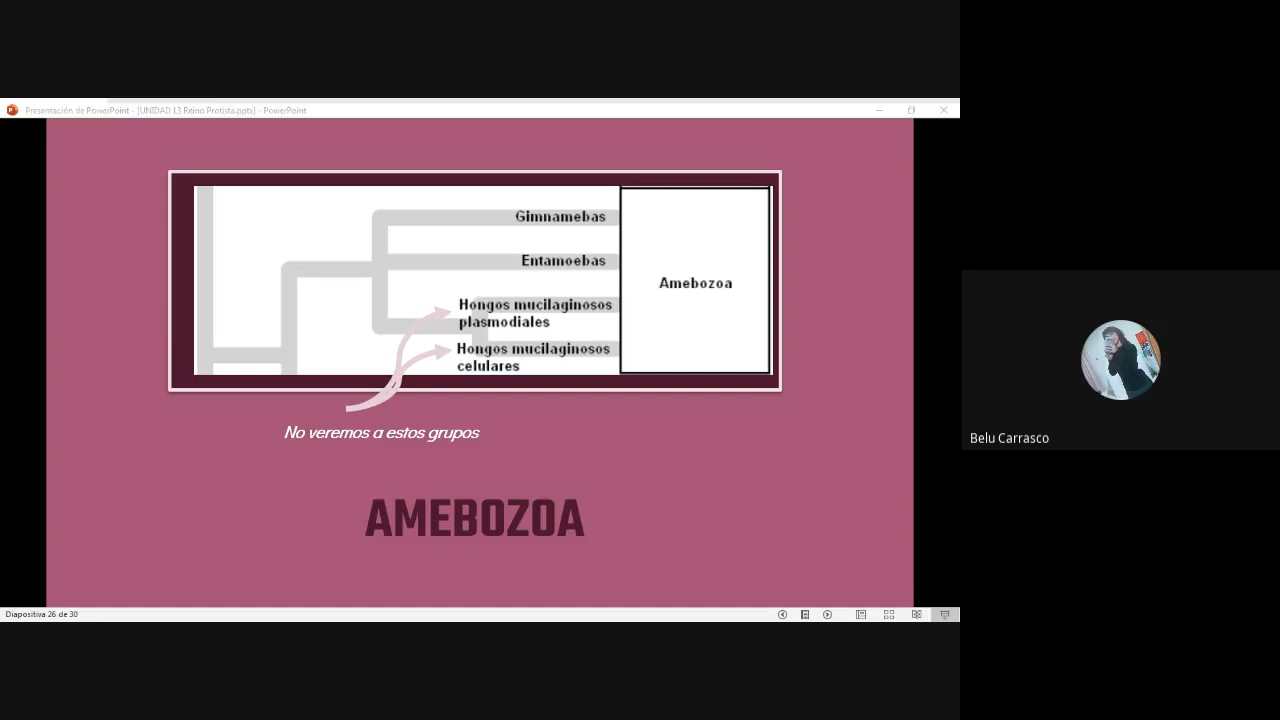 Presentación de PowerPoint - [UNIDAD 13 Reino Protista.pptx] - PowerPoint
Gimnamebas
Entamoebas
Hongos mucilaginosos
plasmodiales
Hongos mucilaginosos
celulares
Amebozoa
No veremos a estos grupos
AMEBOZOA
Diapositiva 26 de 30
Belu Carrasco